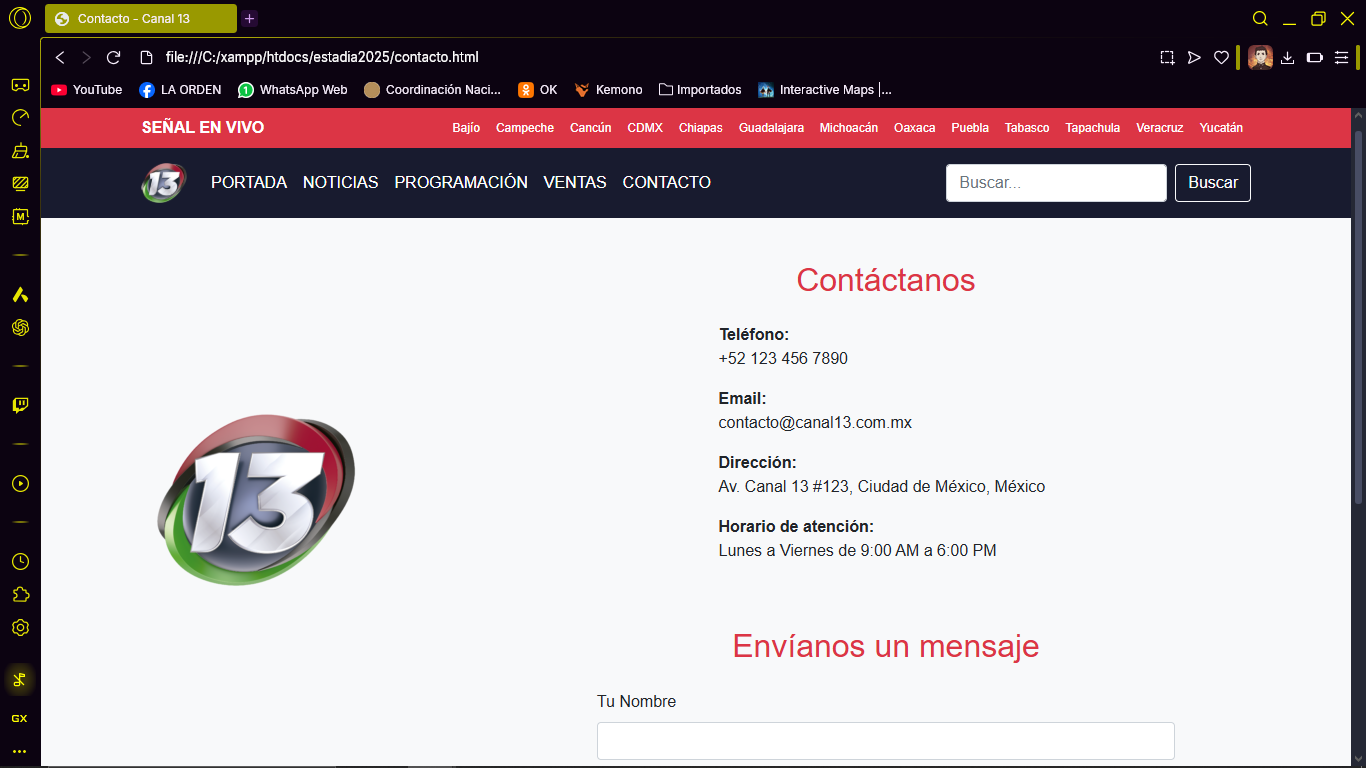 Contacto - Canal 13
file:///C:/xampp/htdocs/estadia2025/contacto.html
YouTube LA ORDEN WhatsApp Web Coordinación Naci... OK Kemono Importados Interactive Maps |...
SEÑAL EN VIVO Bajío Campeche Cancún CDMX Chiapas Guadalajara Michoacán Oaxaca Puebla Tabasco Tapachula Veracruz Yucatán
13 PORTADA NOTICIAS PROGRAMACIÓN VENTAS CONTACTO Buscar... Buscar
M
Contáctanos
Teléfono:
+52 123 456 7890
Email:
contacto@canal13.com.mx
Dirección:
Av. Canal 13 #123, Ciudad de México, México
13
Horario de atención:
Lunes a Viernes de 9:00 AM a 6:00 PM
Envíanos un mensaje
Tu Nombre
GX